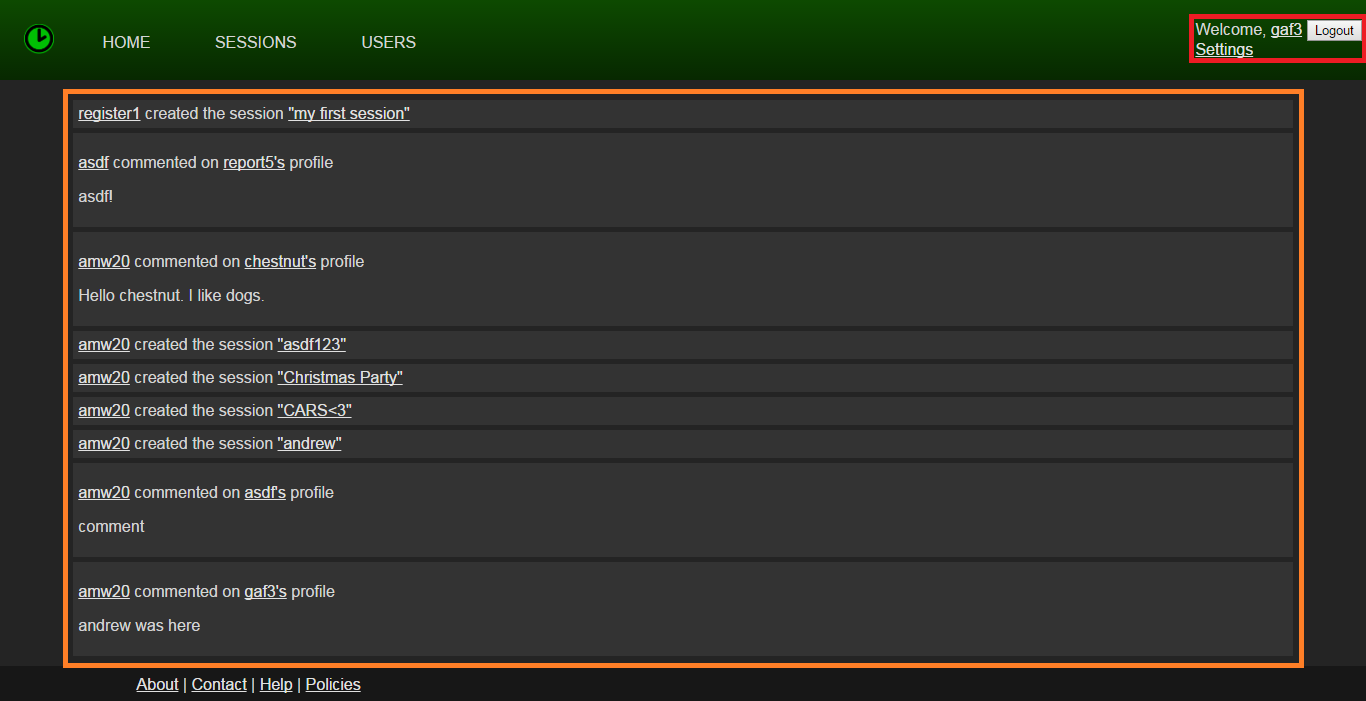 HOME SESSIONS USERS
Welcome, gaf3 Logout
Settings
register1 created the session "my first session"
asdf commented on report5's profile
asdf!
amw20 commented on chestnut's profile
Hello chestnut. I like dogs.
amw20 created the session "asdf123"
amw20 created the session "Christmas Party"
amw20 created the session "CARS<3"
amw20 created the session "andrew"
amw20 commented on asdf's profile
comment
amw20 commented on gaf3's profile
andrew was here
About | Contact | Help | Policies